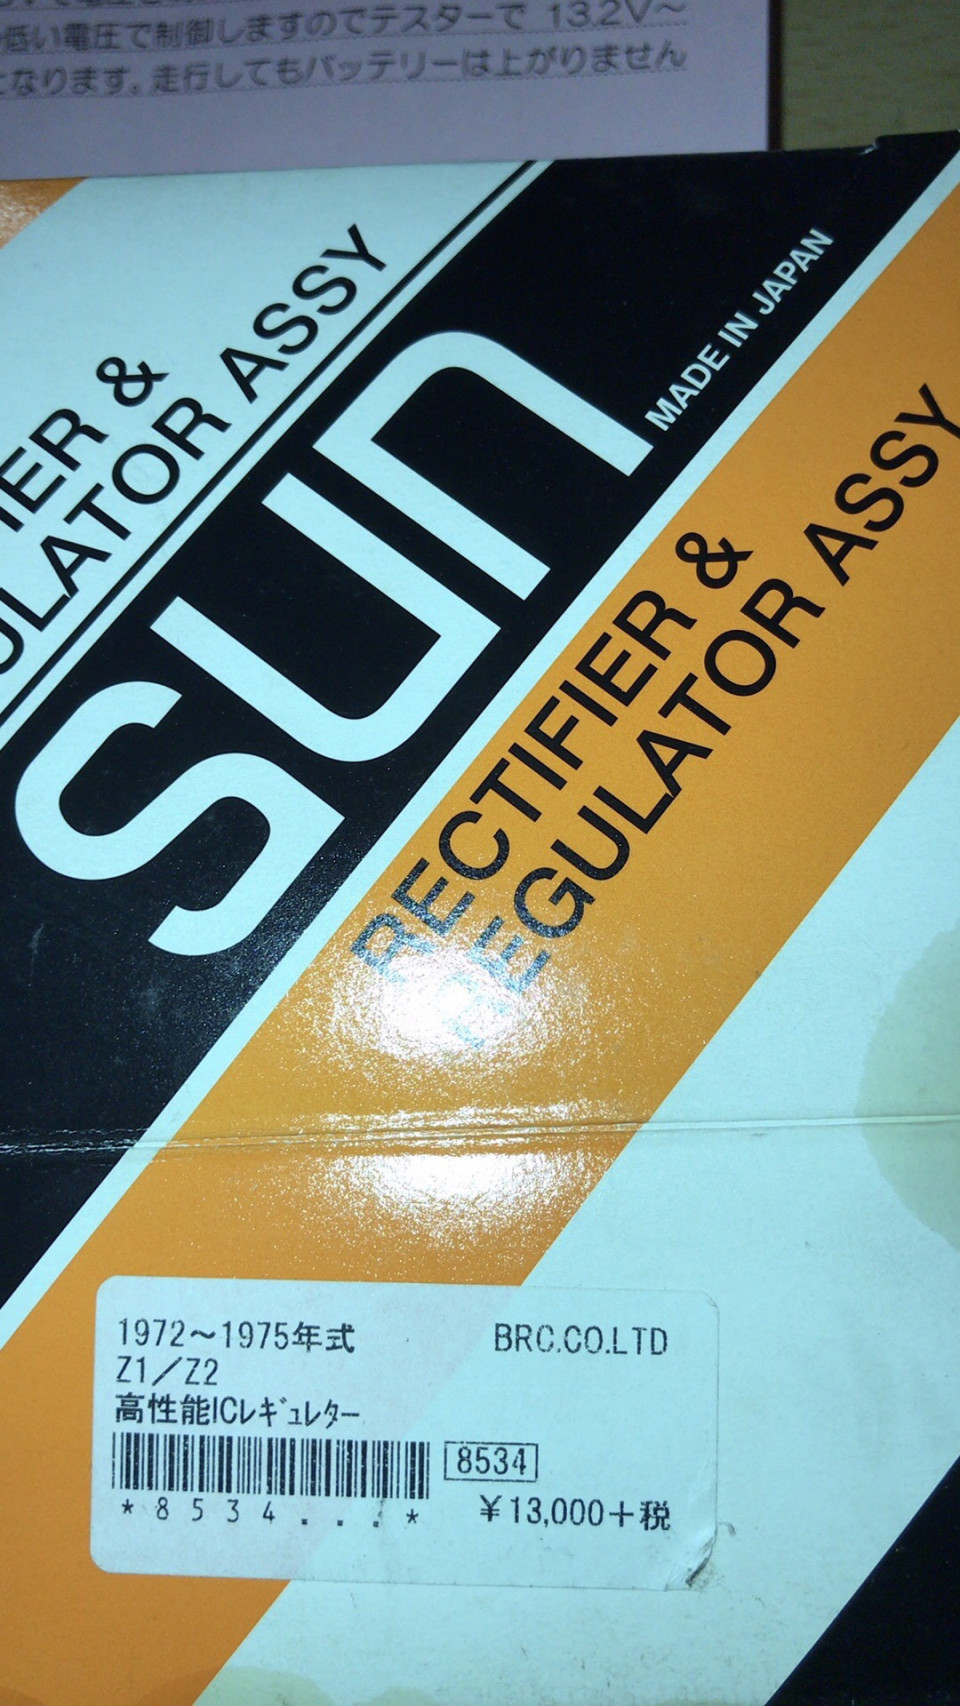 低い電圧で制御しますのでテスターで 13.2V～
なります。走行してもバッテリーは上がりません
IER &
ULATOR ASSY
SUN
MADE IN JAPAN
RECTIFIER &
REGULATOR ASSY
1972～1975年式
BRC.CO.LTD
Z1／Z2
高性能ICﾚｷﾞｭﾚﾀｰ
8534
*8534...*
￥13,000＋税